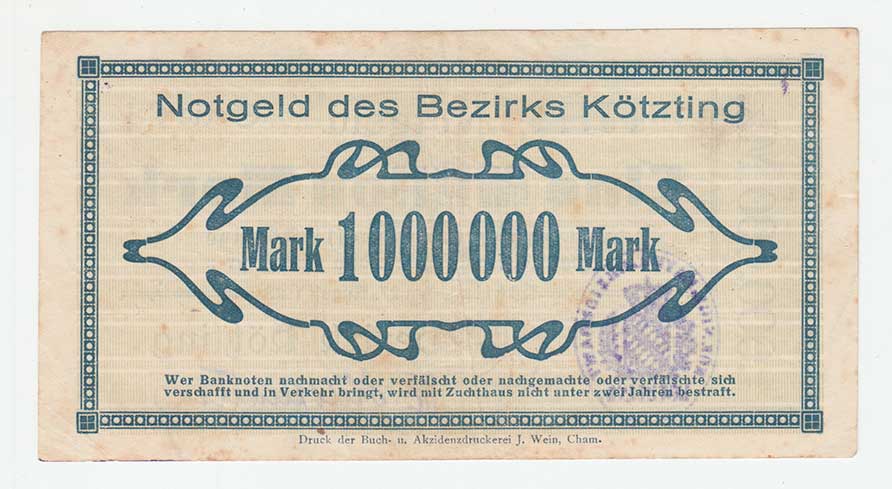 Notgeld des Bezirks Kötzting
Mark 1000000 Mark
Wer Banknoten nachmacht oder verfälscht oder nachgemachte oder verfälschte sich
verschafft und in Verkehr bringt, wird mit Zuchthaus nicht unter zwei Jahren bestraft.
Druck der Buch- u. Akzidenzdruckerei J. Wein, Cham.